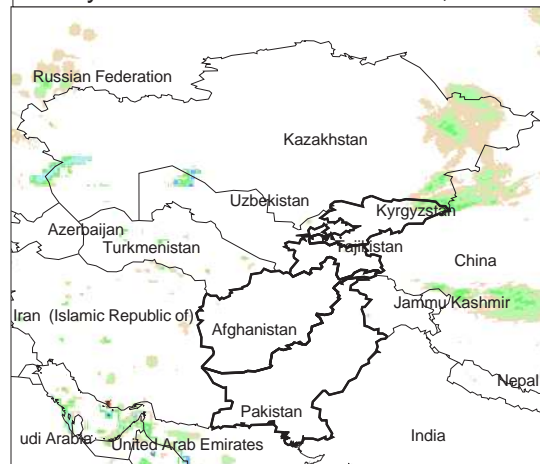 Russian Federation
Kazakhstan
Uzbekistan
Kyrgyzstan
Azerbaijan
Turkmenistan
Tajikistan
China
Jammu/Kashmir
Iran (Islamic Republic of)
Afghanistan
Nepal
Pakistan
udi Arabia
United Arab Emirates
India